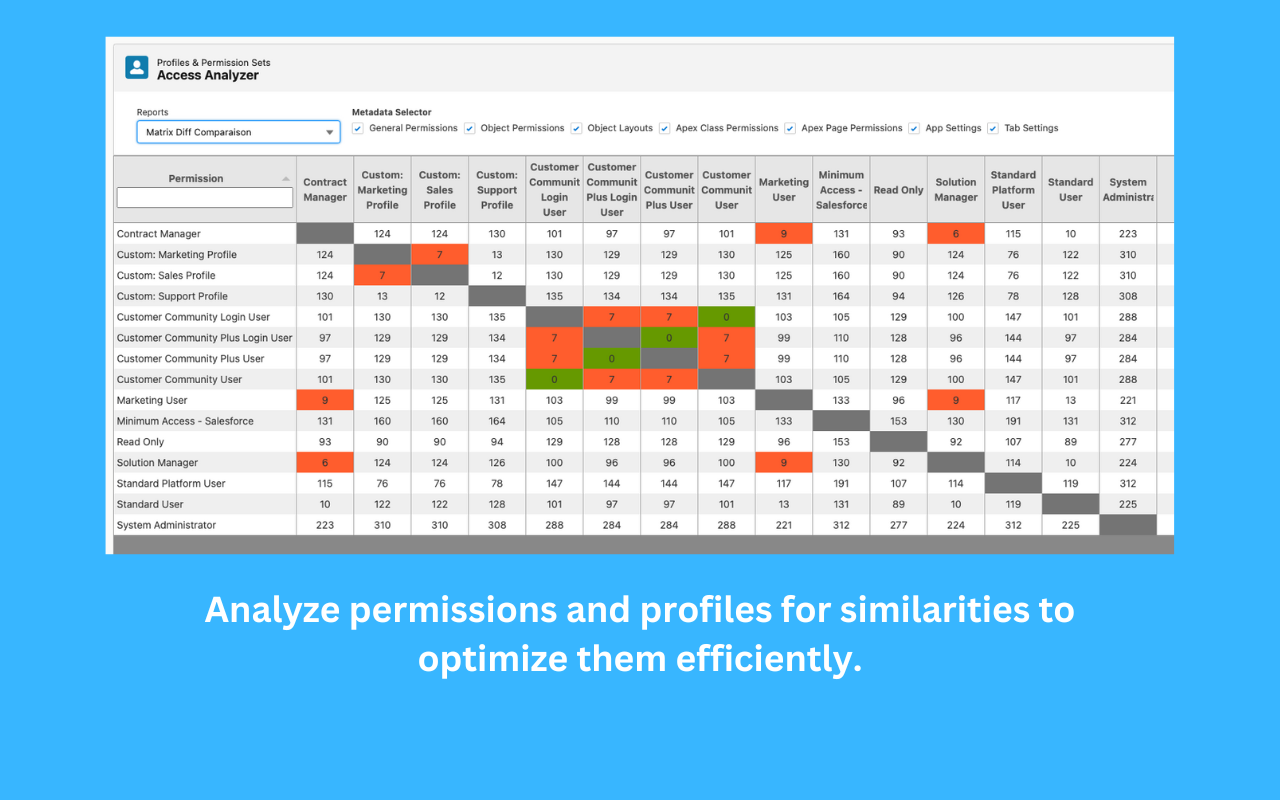 Profiles & Permission Sets
Access Analyzer
Reports
Metadata Selector
Matrix Diff Comparaison
General Permissions Object Permissions Object Layouts Apex Class Permissions Apex Page Permissions App Settings Tab Settings
Permission
Contract
Manager
Custom:
Marketing
Profile
Custom:
Sales
Profile
Custom:
Support
Profile
Customer
Communit
Login
User
Customer
Communit
Plus Login
User
Customer
Communit
Plus User
Customer
Communit
User
Marketing
User
Minimum
Access -
Salesforce
Read Only
Solution
Manager
Standard
Platform
User
Standard
User
System
Administra
Contract Manager 124 124 130 101 97 97 101 9 131 93 6 115 10 223
Custom: Marketing Profile 124 7 13 130 129 129 130 125 160 90 124 76 122 310
Custom: Sales Profile 124 7 12 130 129 129 130 125 160 90 124 76 122 310
Custom: Support Profile 130 13 12 135 134 134 135 131 164 94 126 78 128 308
Customer Community Login User 101 130 130 135 7 7 0 103 105 129 100 147 101 288
Customer Community Plus Login User 97 129 129 134 7 0 7 99 110 128 96 144 97 284
Customer Community Plus User 97 129 129 134 7 0 7 99 110 128 96 144 97 284
Customer Community User 101 130 130 135 0 7 7 103 105 129 100 147 101 288
Marketing User 9 125 125 131 103 99 99 103 133 96 9 117 13 221
Minimum Access - Salesforce 131 160 160 164 105 110 110 105 133 153 130 191 131 312
Read Only 93 90 90 94 129 128 128 129 96 153 92 107 89 277
Solution Manager 6 124 124 126 100 96 96 100 9 130 92 114 10 224
Standard Platform User 115 76 76 78 147 144 144 147 117 191 107 114 119 312
Standard User 10 122 122 128 101 97 97 101 13 131 89 10 119 225
System Administrator 223 310 310 308 288 284 284 288 221 312 277 224 312 225
Analyze permissions and profiles for similarities to
optimize them efficiently.